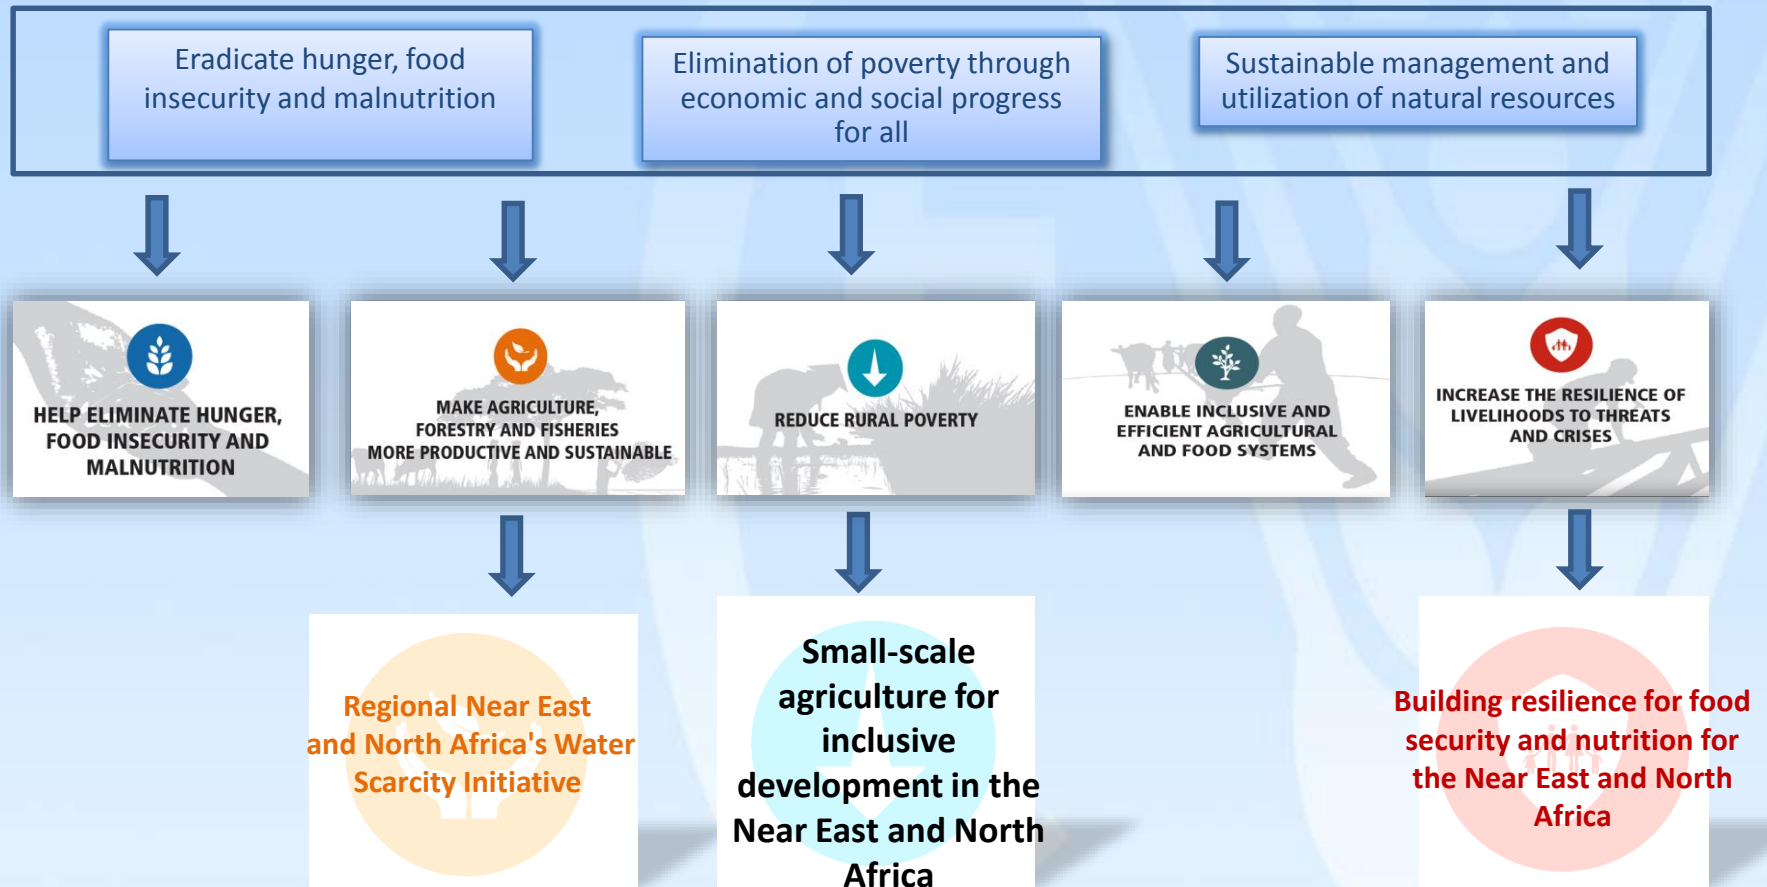 Eradicate hunger, food
insecurity and malnutrition
Elimination of poverty through
economic and social progress
for all
Sustainable management and
utilization of natural resources
HELP ELIMINATE HUNGER,
FOOD INSECURITY AND
MALNUTRITION
MAKE AGRICULTURE,
FORESTRY AND FISHERIES
MORE PRODUCTIVE AND SUSTAINABLE
REDUCE RURAL POVERTY
ENABLE INCLUSIVE AND
EFFICIENT AGRICULTURAL
AND FOOD SYSTEMS
INCREASE THE RESILIENCE OF
LIVELIHOODS TO THREATS
AND CRISES
Regional Near East
and North Africa's Water
Scarcity Initiative
Small-scale
agriculture for
inclusive
development in the
Near East and North
Africa
Building resilience for food
security and nutrition for
the Near East and North
Africa